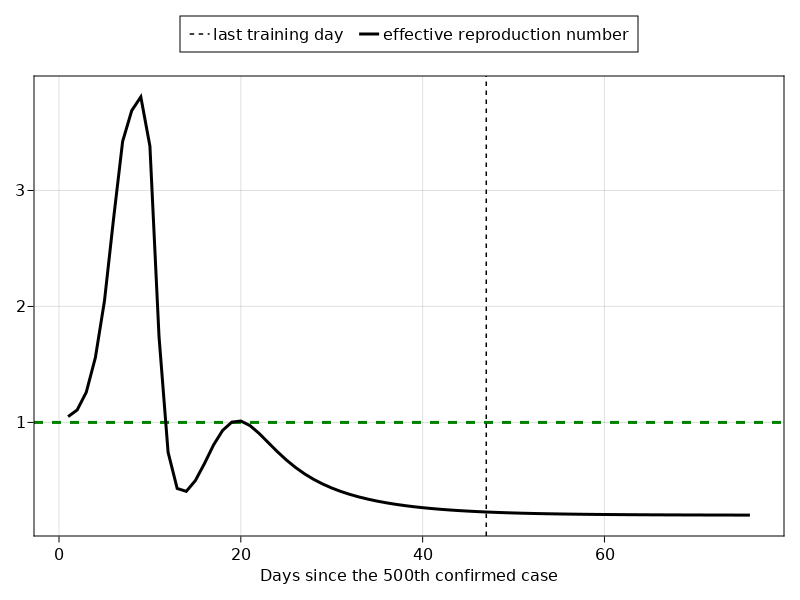 last training day effective reproduction number
3
2
1
0 20 40 60
Days since the 500th confirmed case